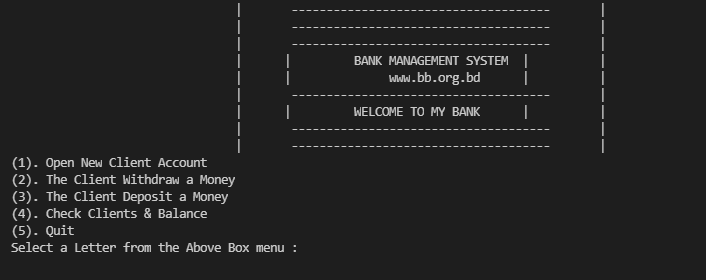 |      -------------------------------------      |
|      -------------------------------------      |
|      -------------------------------------      |
|      |         BANK MANAGEMENT SYSTEM  |          |
|      |              www.bb.org.bd      |          |
|      -------------------------------------      |
|      |         WELCOME TO MY BANK      |          |
|      -------------------------------------      |
|      -------------------------------------      |
(1). Open New Client Account
(2). The Client Withdraw a Money
(3). The Client Deposit a Money
(4). Check Clients & Balance
(5). Quit
Select a Letter from the Above Box menu :